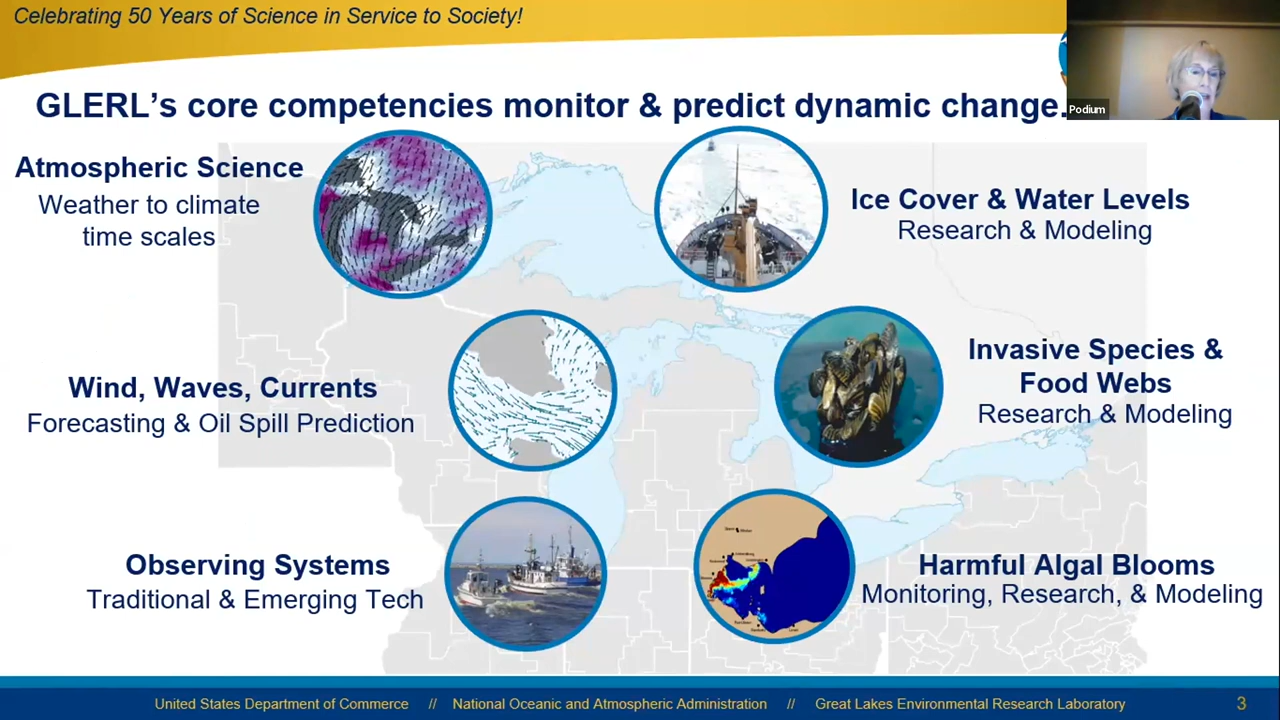 Celebrating 50 Years of Science in Service to Society!
Podium
GLERL's core competencies monitor & predict dynamic change.
Atmospheric Science
Weather to climate
time scales
Ice Cover & Water Levels
Research & Modeling
Wind, Waves, Currents
Forecasting & Oil Spill Prediction
Invasive Species &
Food Webs
Research & Modeling
Observing Systems
Traditional & Emerging Tech
Harmful Algal Blooms
Monitoring, Research, & Modeling
United States Department of Commerce // National Oceanic and Atmospheric Administration // Great Lakes Environmental Research Laboratory
3